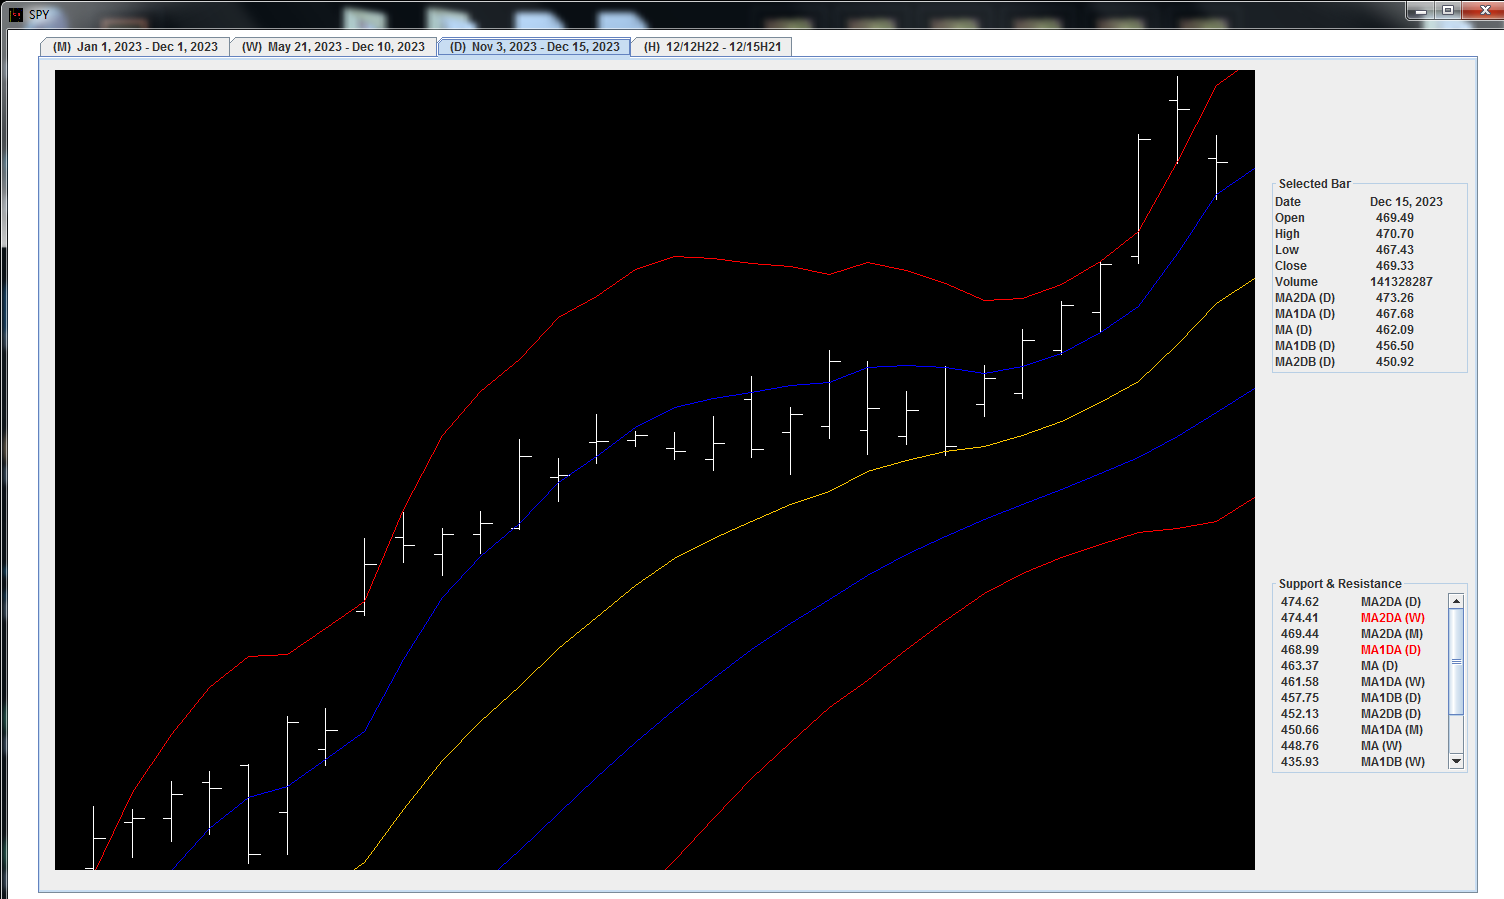 SPY
(M) Jan 1, 2023 - Dec 1, 2023
(W) May 21, 2023 - Dec 10, 2023
(D) Nov 3, 2023 - Dec 15, 2023
(H) 12/12H22 - 12/15H21
Selected Bar
Date Dec 15, 2023
Open 469.49
High 470.70
Low 467.43
Close 469.33
Volume 141328287
MA2DA (D) 473.26
MA1DA (D) 467.68
MA (D) 462.09
MA1DB (D) 456.50
MA2DB (D) 450.92
Support & Resistance
474.62 MA2DA (D)
474.41 MA2DA (W)
469.44 MA2DA (M)
468.99 MA1DA (D)
463.37 MA (D)
461.58 MA1DA (W)
457.75 MA1DB (D)
452.13 MA2DB (D)
450.66 MA1DA (M)
448.76 MA (W)
435.93 MA1DB (W)